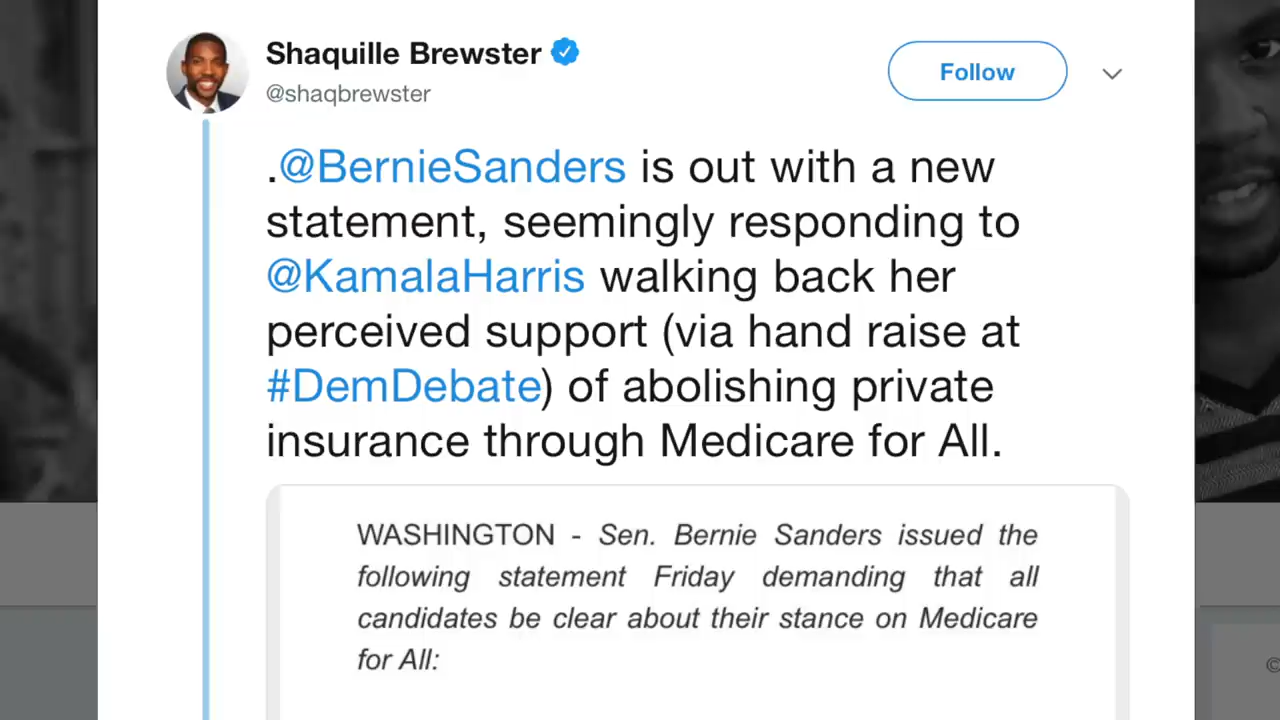 Shaquille Brewster
@shaqbrewster
Follow
.@BernieSanders is out with a new
statement, seemingly responding to
@KamalaHarris walking back her
perceived support (via hand raise at
#DemDebate) of abolishing private
insurance through Medicare for All.
WASHINGTON - Sen. Bernie Sanders issued the
following statement Friday demanding that all
candidates be clear about their stance on Medicare
for All:
©